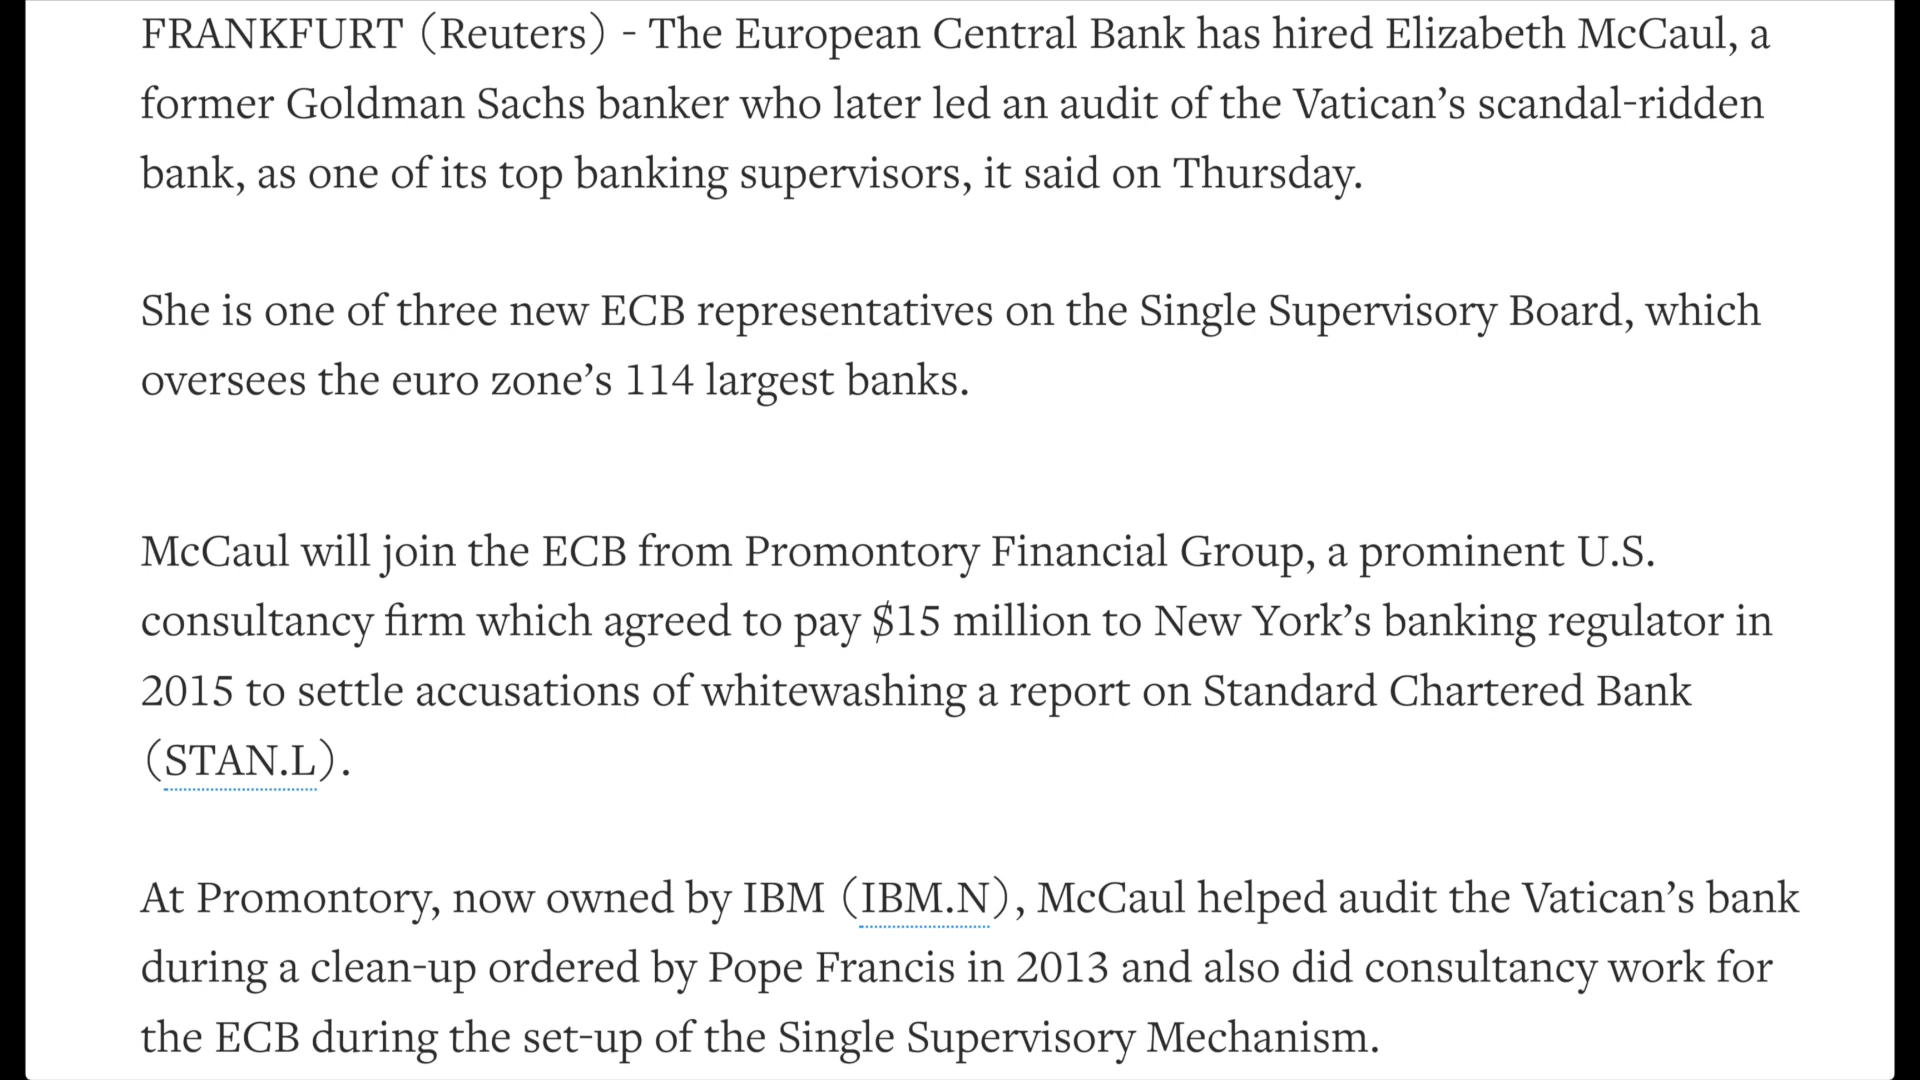 FRANKFURT (Reuters) - The European Central Bank has hired Elizabeth McCaul, a
former Goldman Sachs banker who later led an audit of the Vatican’s scandal-ridden
bank, as one of its top banking supervisors, it said on Thursday.
She is one of three new ECB representatives on the Single Supervisory Board, which
oversees the euro zone’s 114 largest banks.
McCaul will join the ECB from Promontory Financial Group, a prominent U.S.
consultancy firm which agreed to pay $15 million to New York’s banking regulator in
2015 to settle accusations of whitewashing a report on Standard Chartered Bank
(STAN.L).
At Promontory, now owned by IBM (IBM.N), McCaul helped audit the Vatican’s bank
during a clean-up ordered by Pope Francis in 2013 and also did consultancy work for
the ECB during the set-up of the Single Supervisory Mechanism.